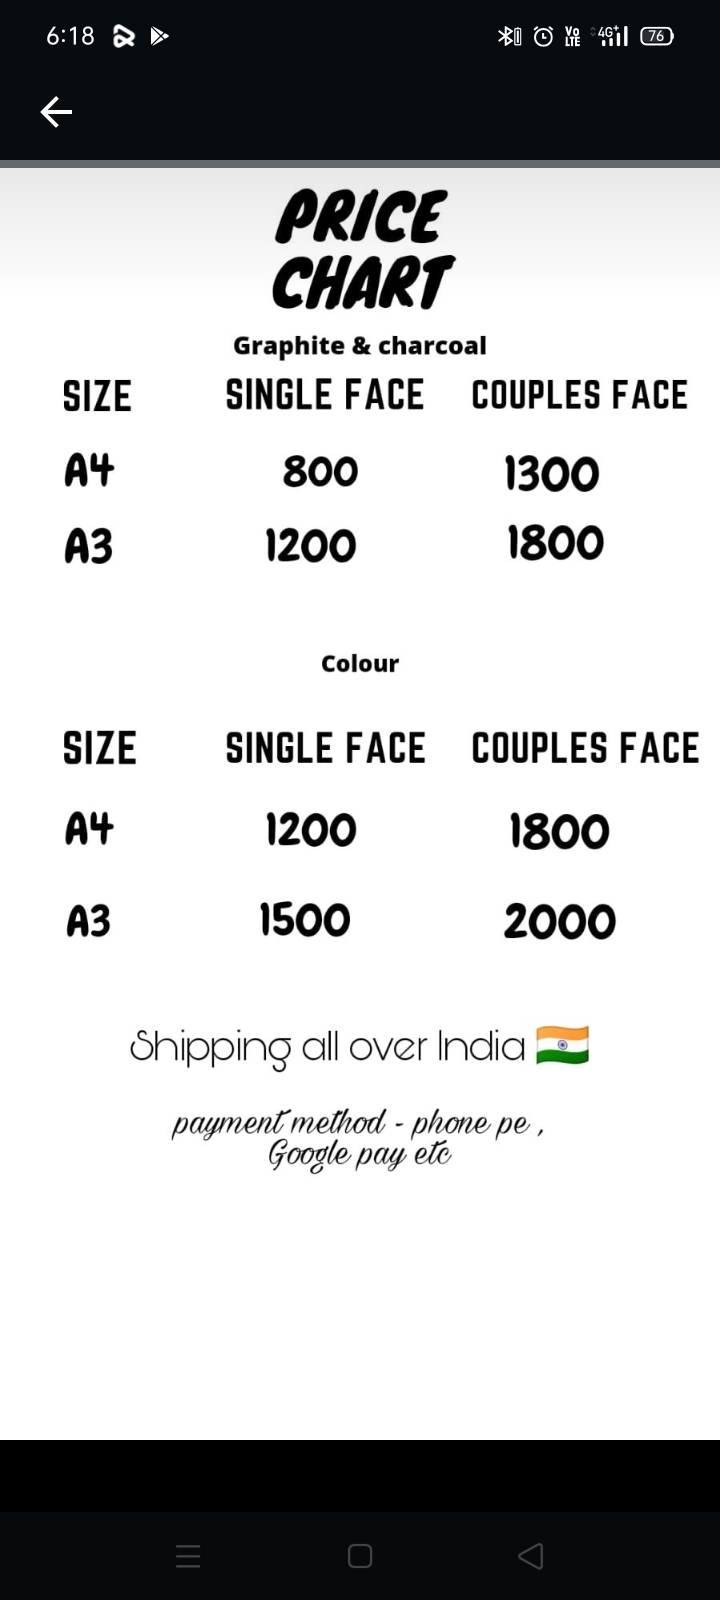 6:18
Vo LTE 4G+ 76
PRICE
CHART
Graphite & charcoal
SIZE SINGLE FACE COUPLES FACE
A4 800 1300
A3 1200 1800
Colour
SIZE SINGLE FACE COUPLES FACE
A4 1200 1800
A3 1500 2000
Shipping all over India 🇮🇳
payment method - phone pe ,
Google pay etc